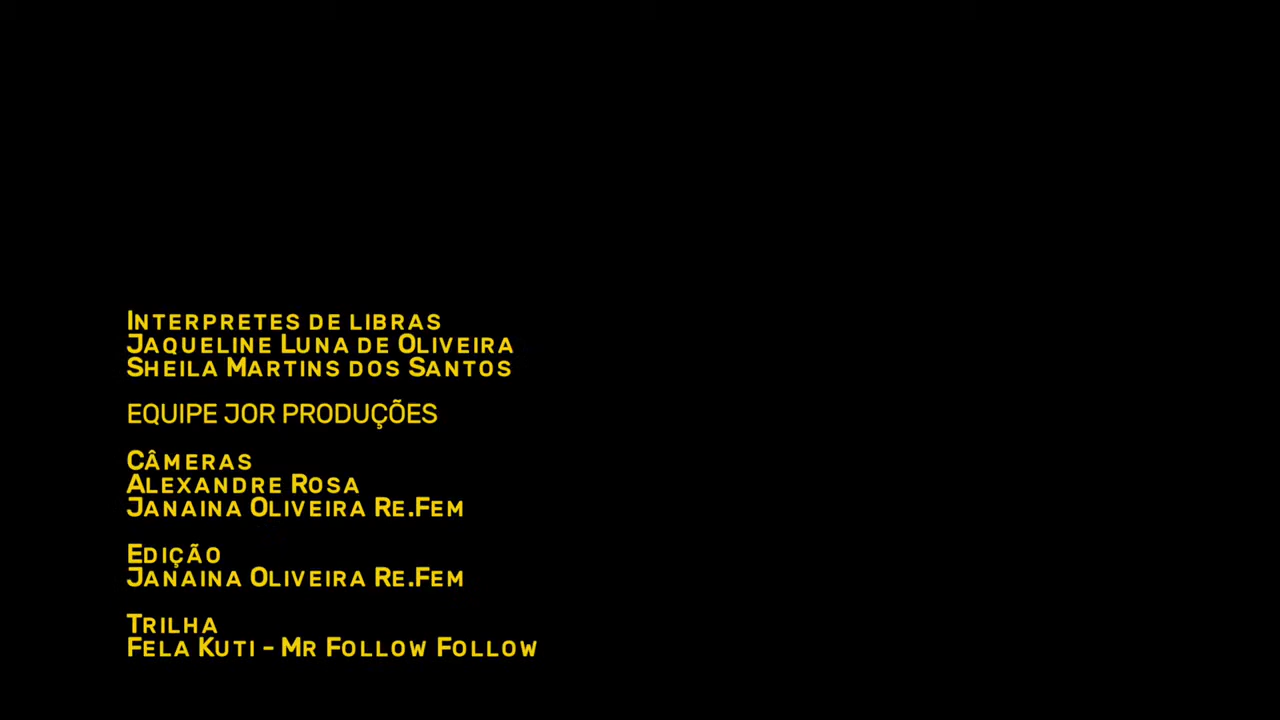 Interpretes de libras
Jaqueline Luna de Oliveira
Sheila Martins dos Santos
EQUIPE JOR PRODUÇÕES
Câmeras
Alexandre Rosa
Janaina Oliveira Re.Fem
Edição
Janaina Oliveira Re.Fem
Trilha
Fela Kuti - Mr Follow Follow